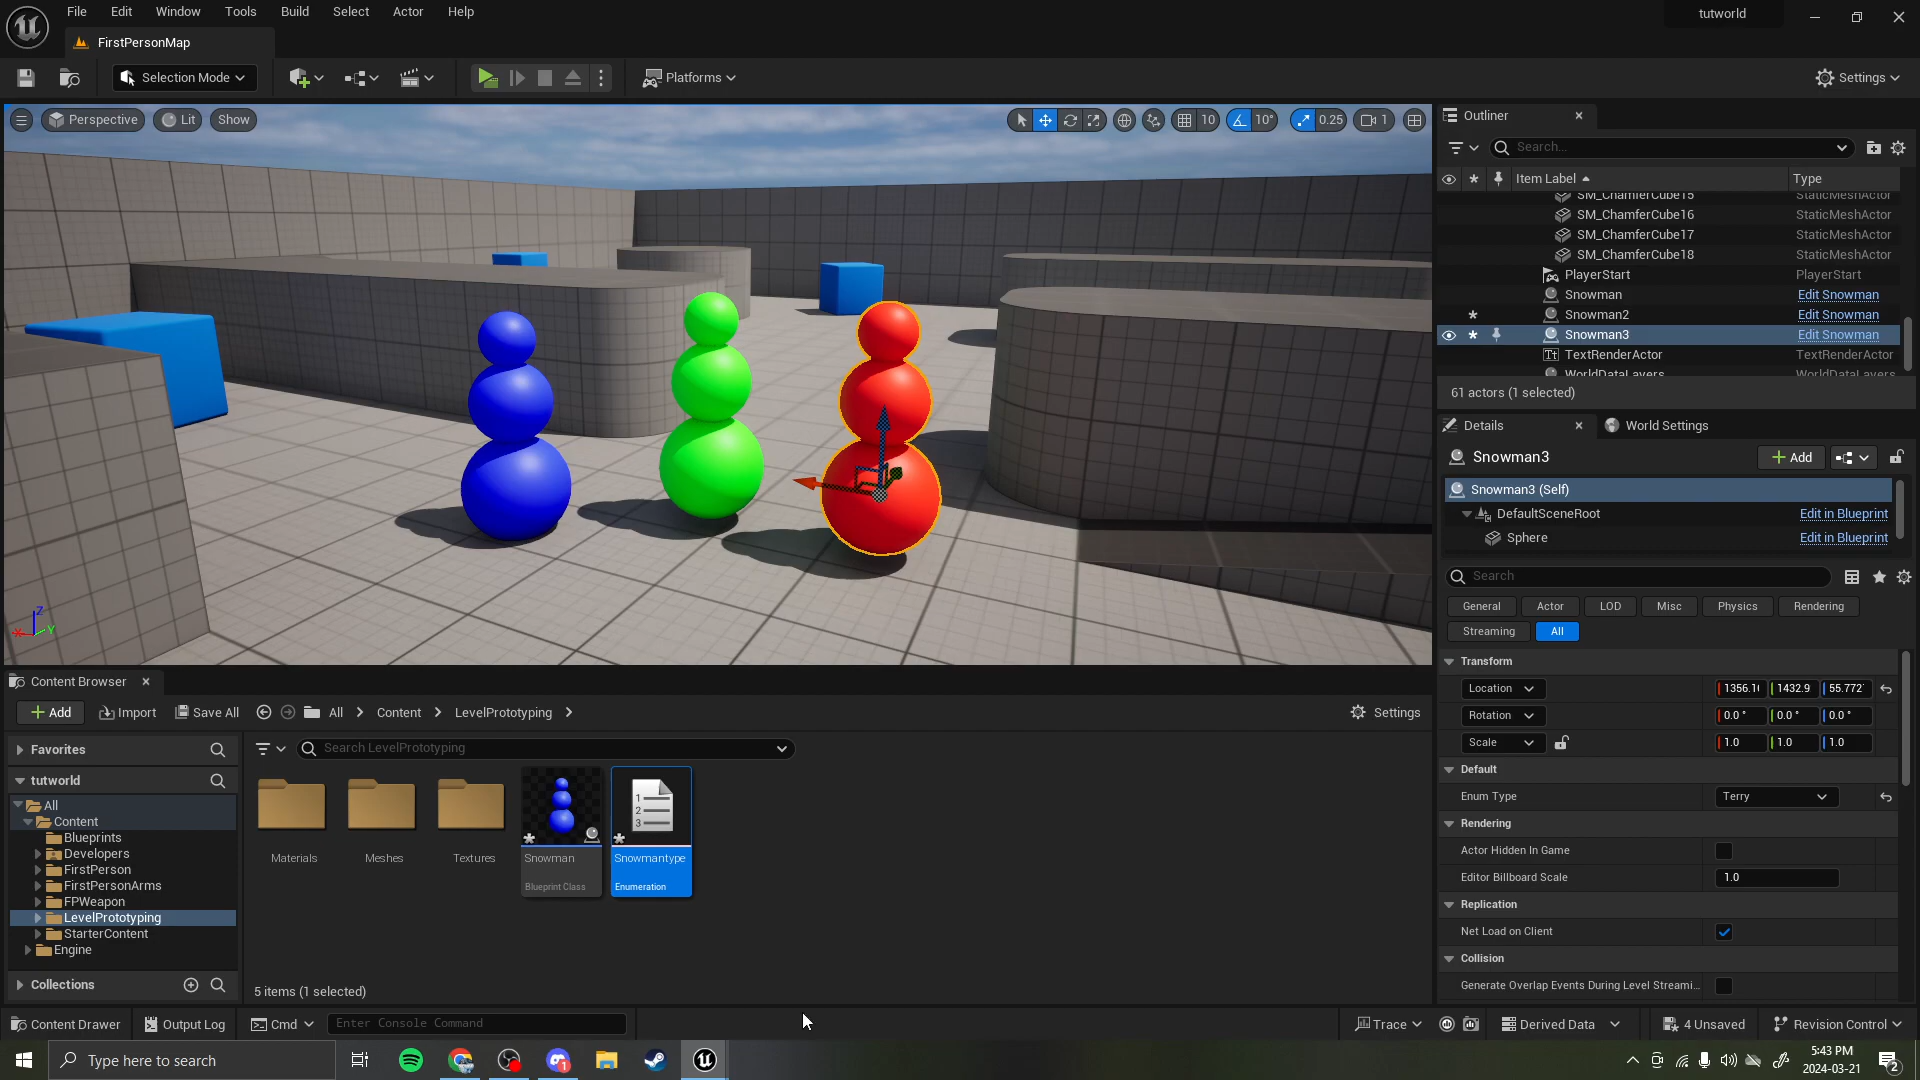 File Edit Window Tools Build Select Actor Help
tutworld
FirstPersonMap
Selection Mode
Platforms
Settings
Perspective Lit Show
10 10° 0.25 1
Outliner
Search...
Item Label Type
SM_ChamferCube15 StaticMeshActor
SM_ChamferCube16 StaticMeshActor
SM_ChamferCube17 StaticMeshActor
SM_ChamferCube18 StaticMeshActor
PlayerStart PlayerStart
Snowman Edit Snowman
Snowman2 Edit Snowman
Snowman3 Edit Snowman
TextRenderActor TextRenderActor
WorldDataLayers WorldDataLayers
61 actors (1 selected)
Details World Settings
Snowman3 Add
Snowman3 (Self)
DefaultSceneRoot Edit in Blueprint
Sphere Edit in Blueprint
Search
General Actor LOD Misc Physics Rendering
Streaming All
Transform
Location 1356.1 1432.9 55.772
Rotation 0.0 ° 0.0 ° 0.0 °
Scale 1.0 1.0 1.0
Default
Enum Type Terry
Rendering
Actor Hidden In Game
Editor Billboard Scale 1.0
Replication
Net Load on Client
Collision
Generate Overlap Events During Level Streami...
Z
X Y
Content Browser
Add Import Save All All Content LevelPrototyping Settings
Favorites
tutworld
All
Content
Blueprints
Developers
FirstPerson
FirstPersonArms
FPWeapon
LevelPrototyping
StarterContent
Engine
Collections
Search LevelPrototyping
Materials Meshes Textures Snowman Snowmantype
Blueprint Class Enumeration
5 items (1 selected)
Content Drawer Output Log Cmd Enter Console Command Trace Derived Data 4 Unsaved Revision Control
Type here to search
5:43 PM
2024-03-21